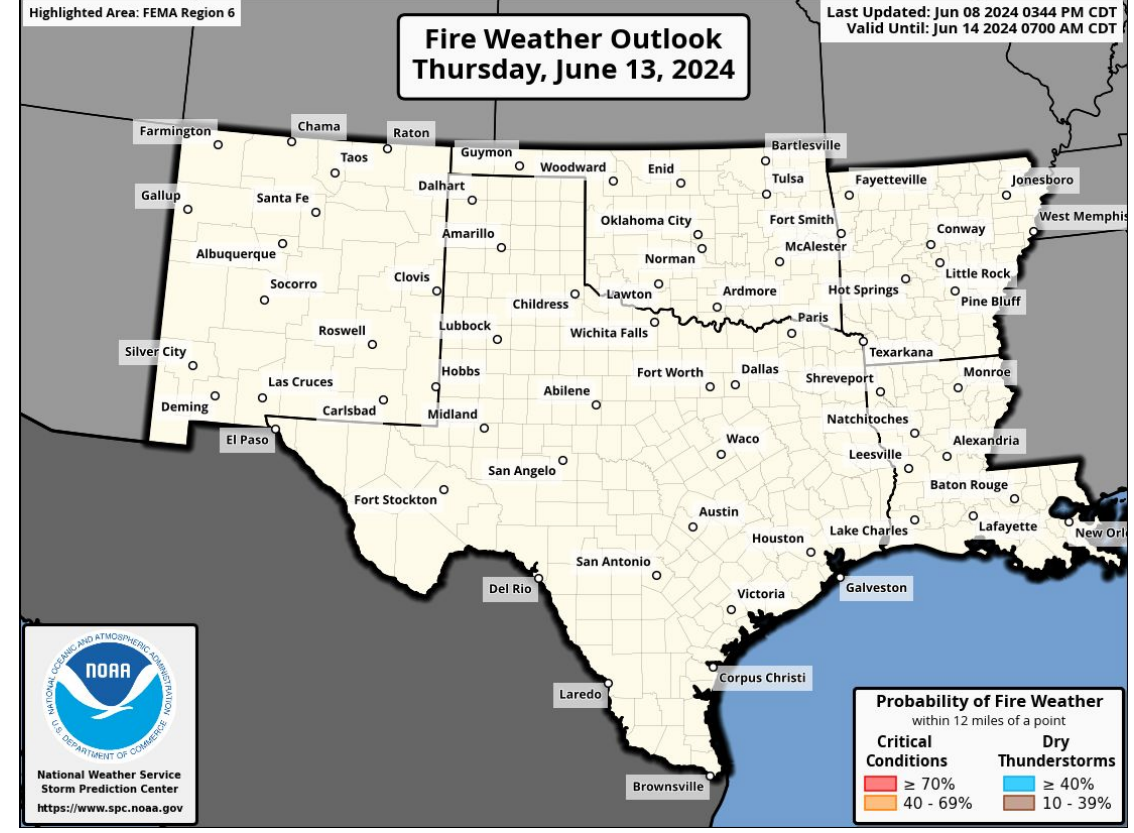 Highlighted Area: FEMA Region 6
Last Updated: Jun 08 2024 0344 PM CDT
Valid Until: Jun 14 2024 0700 AM CDT
Fire Weather Outlook
Thursday, June 13, 2024
Farmington
Chama
Raton
Taos
Guymon
Woodward
Enid
Bartlesville
Gallup
Santa Fe
Dalhart
Tulsa
Fayetteville
Jonesboro
Albuquerque
Amarillo
Oklahoma City
Fort Smith
West Memphis
Norman
McAlester
Conway
Socorro
Clovis
Childress
Lawton
Ardmore
Hot Springs
Little Rock
Pine Bluff
Roswell
Lubbock
Wichita Falls
Paris
Silver City
Texarkana
Las Cruces
Hobbs
Fort Worth
Dallas
Shreveport
Monroe
Deming
Carlsbad
Midland
Abilene
Natchitoches
El Paso
San Angelo
Waco
Leesville
Alexandria
Fort Stockton
Baton Rouge
Austin
Lake Charles
Lafayette
New Orl
Houston
San Antonio
Del Rio
Victoria
Galveston
Laredo
Corpus Christi
Brownsville
NATIONAL OCEANIC AND ATMOSPHERIC ADMINISTRATION
NOAA
U.S. DEPARTMENT OF COMMERCE
National Weather Service
Storm Prediction Center
https://www.spc.noaa.gov
Probability of Fire Weather
within 12 miles of a point
Critical Conditions
≥ 70%
40 - 69%
Dry Thunderstorms
≥ 40%
10 - 39%